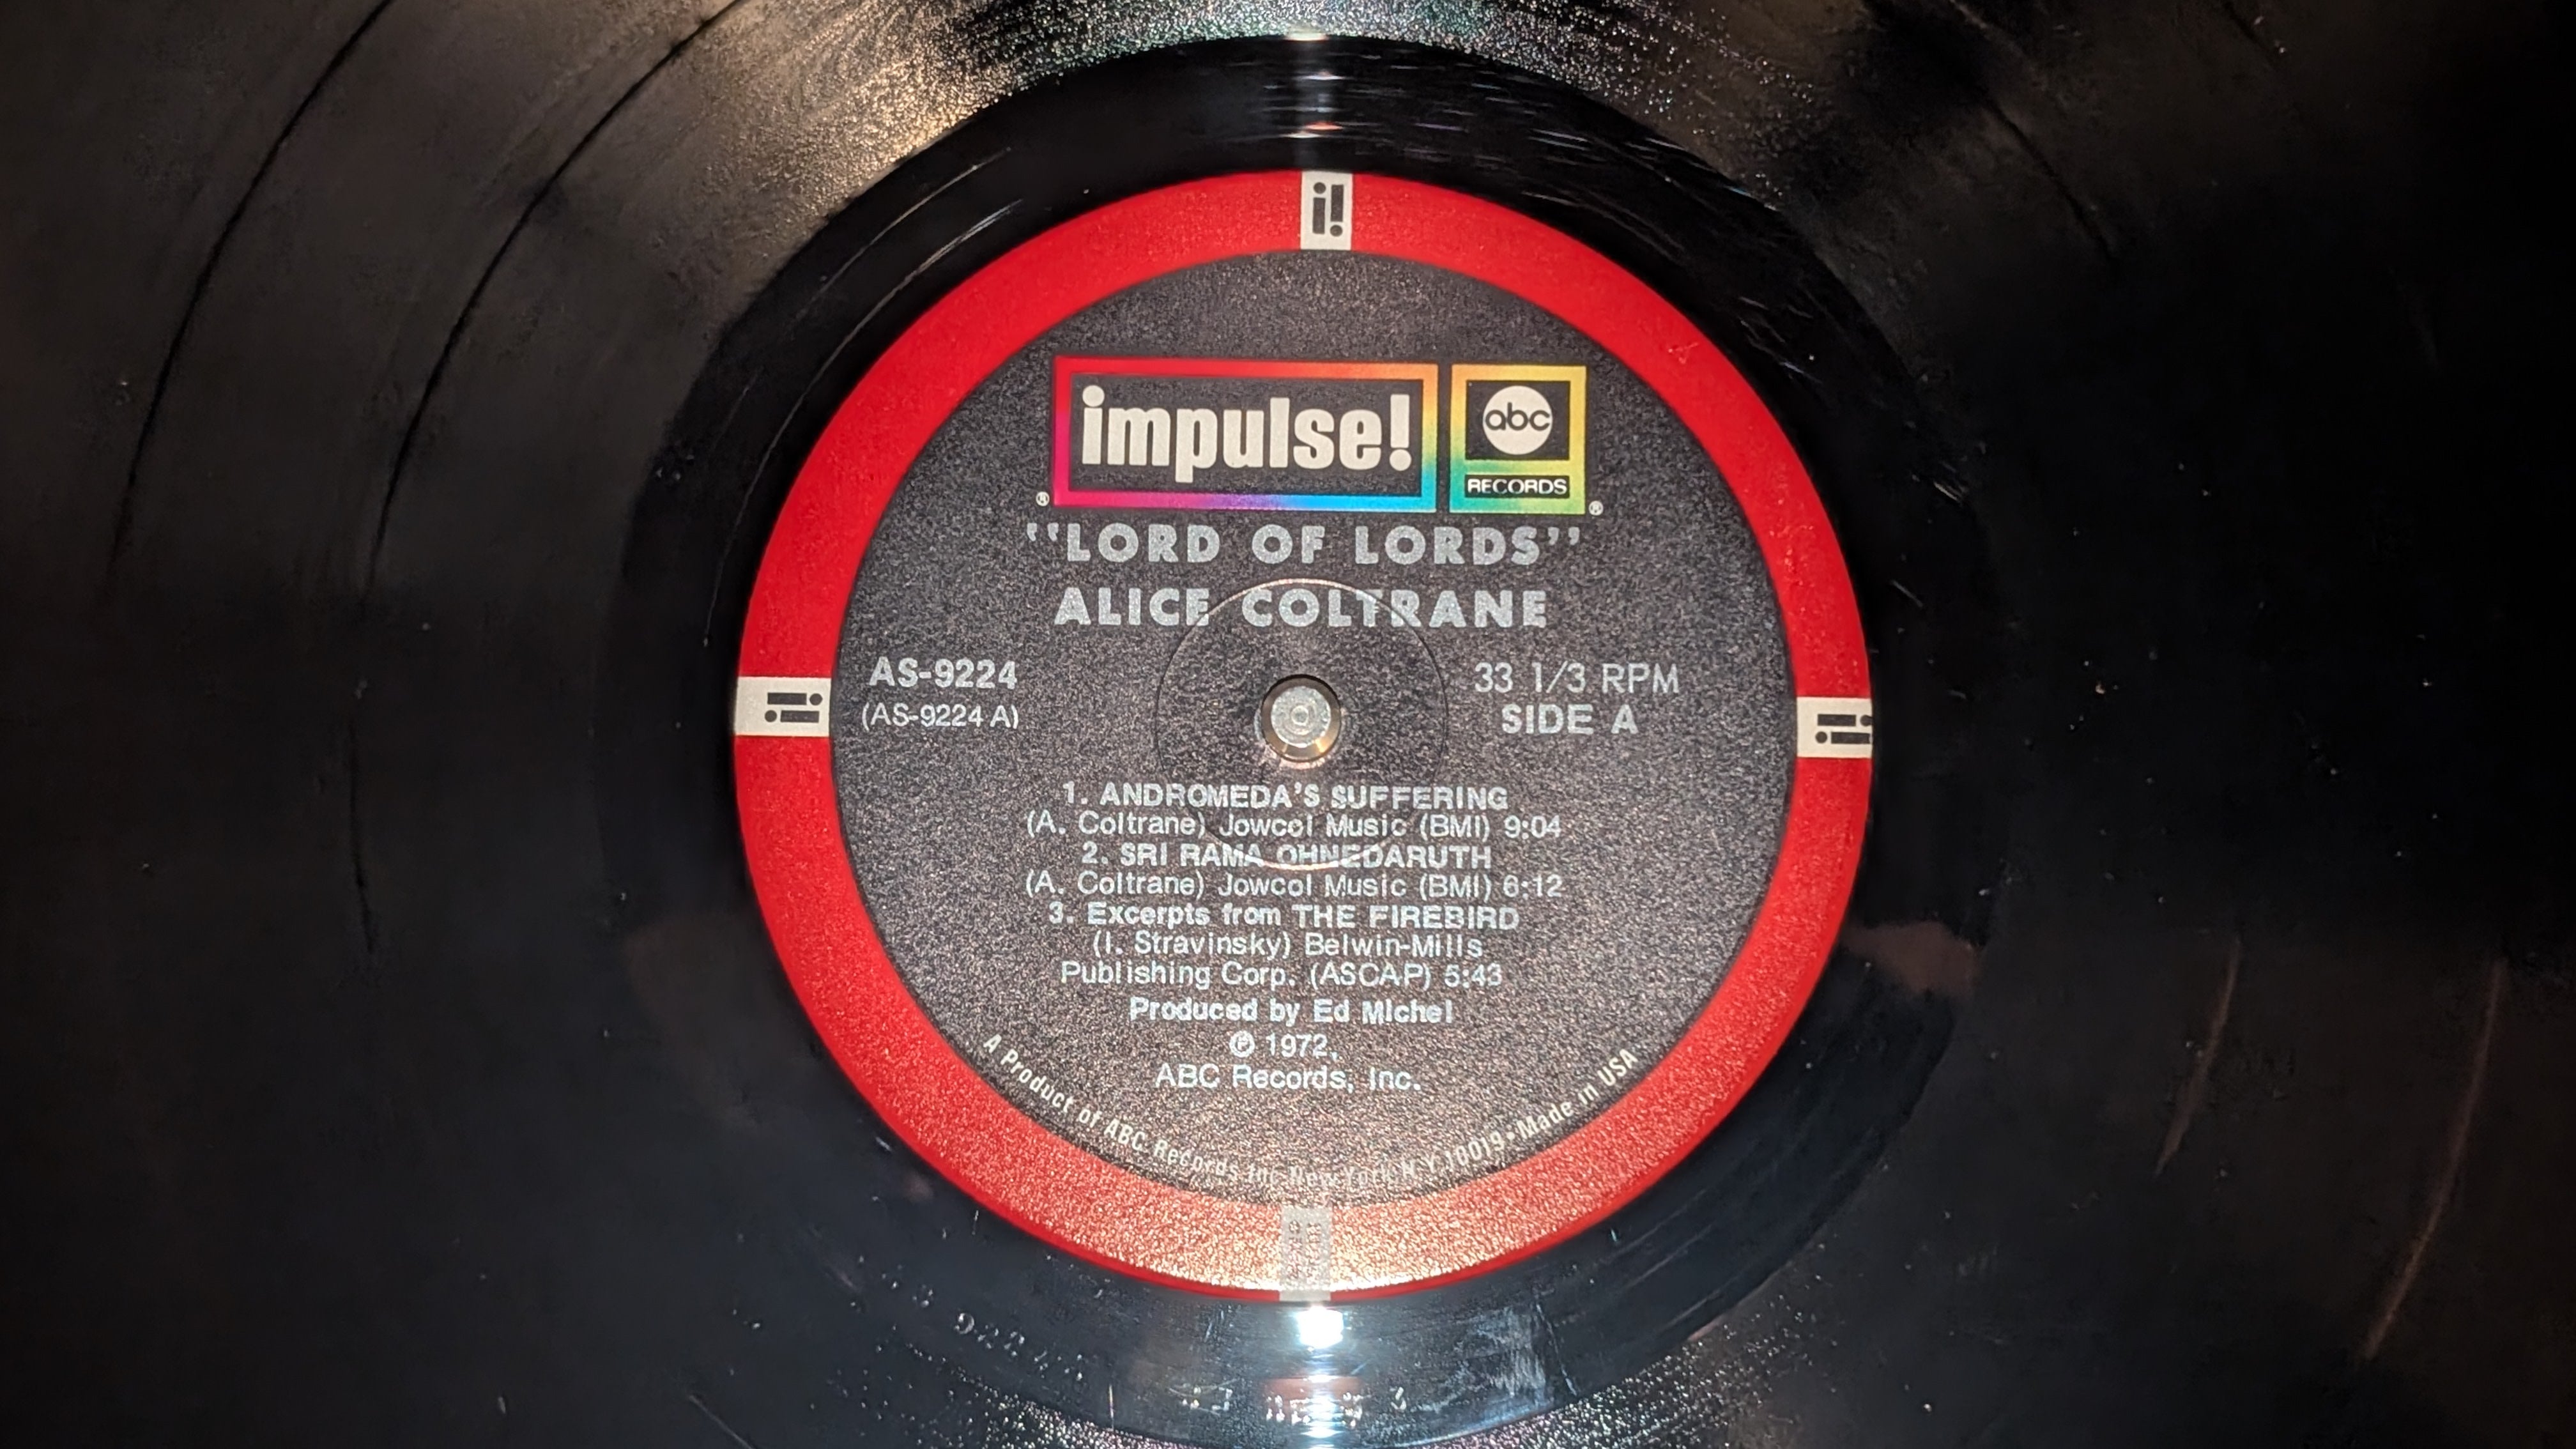 i!
impulse!
abc
RECORDS
® ®
"LORD OF LORDS"
ALICE COLTRANE
AS-9224
(AS-9224 A)
33 1/3 RPM
SIDE A
1. ANDROMEDA'S SUFFERING
(A. Coltrane) Jowcol Music (BMI) 9:04
2. SRI RAMA OHNEDARUTH
(A. Coltrane) Jowcol Music (BMI) 6:12
3. Excerpts from THE FIREBIRD
(I. Stravinsky) Belwin-Mills
Publishing Corp. (ASCAP) 5:43
Produced by Ed Michel
℗ 1972,
ABC Records, Inc.
A Product of ABC Records Inc New York N.Y. 10019 • Made in USA
i!
i!
i!